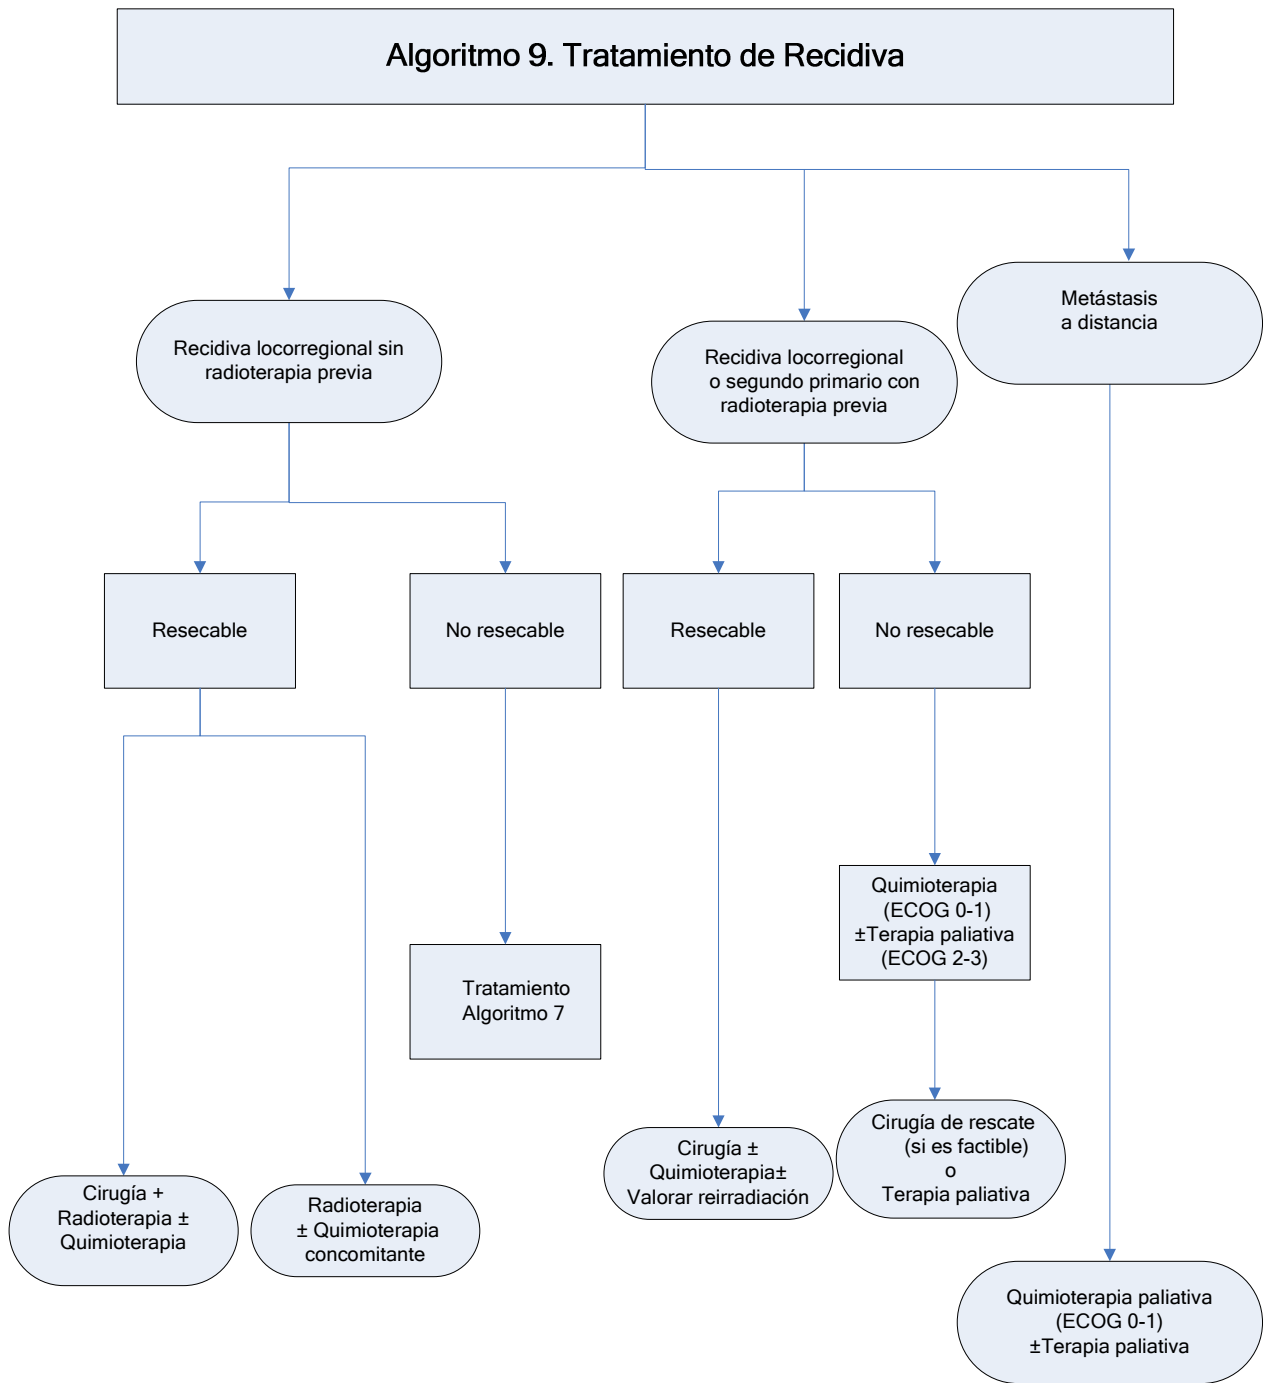 Algoritmo 9. Tratamiento de Recidiva
Metástasis
a distancia
Recidiva locorregional sin
radioterapia previa
Recidiva locorregional
o segundo primario con
radioterapia previa
Resecable
No resecable
Resecable
No resecable
Quimioterapia
(ECOG 0-1)
±Terapia paliativa
(ECOG 2-3)
Tratamiento
Algoritmo 7
Cirugía +
Radioterapia ±
Quimioterapia
Radioterapia
± Quimioterapia
concomitante
Cirugía ±
Quimioterapia±
Valorar reirradiación
Cirugía de rescate
(si es factible)
o
Terapia paliativa
Quimioterapia paliativa
(ECOG 0-1)
±Terapia paliativa